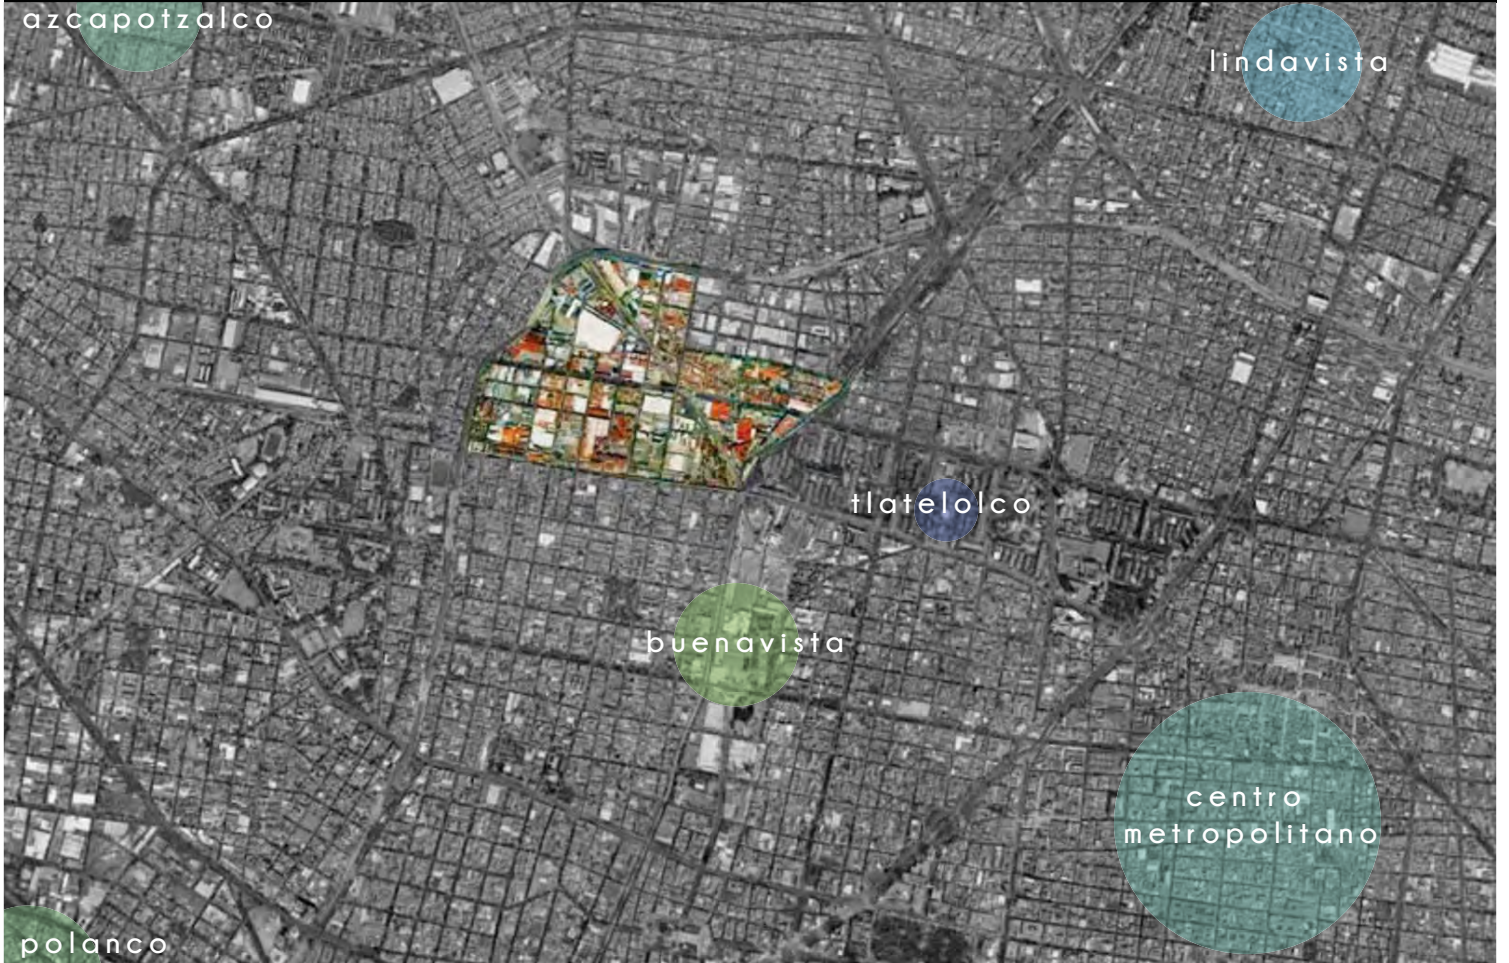 azcapotzalco
lindavista
tlatelolco
buenavista
centro
metropolitano
polanco